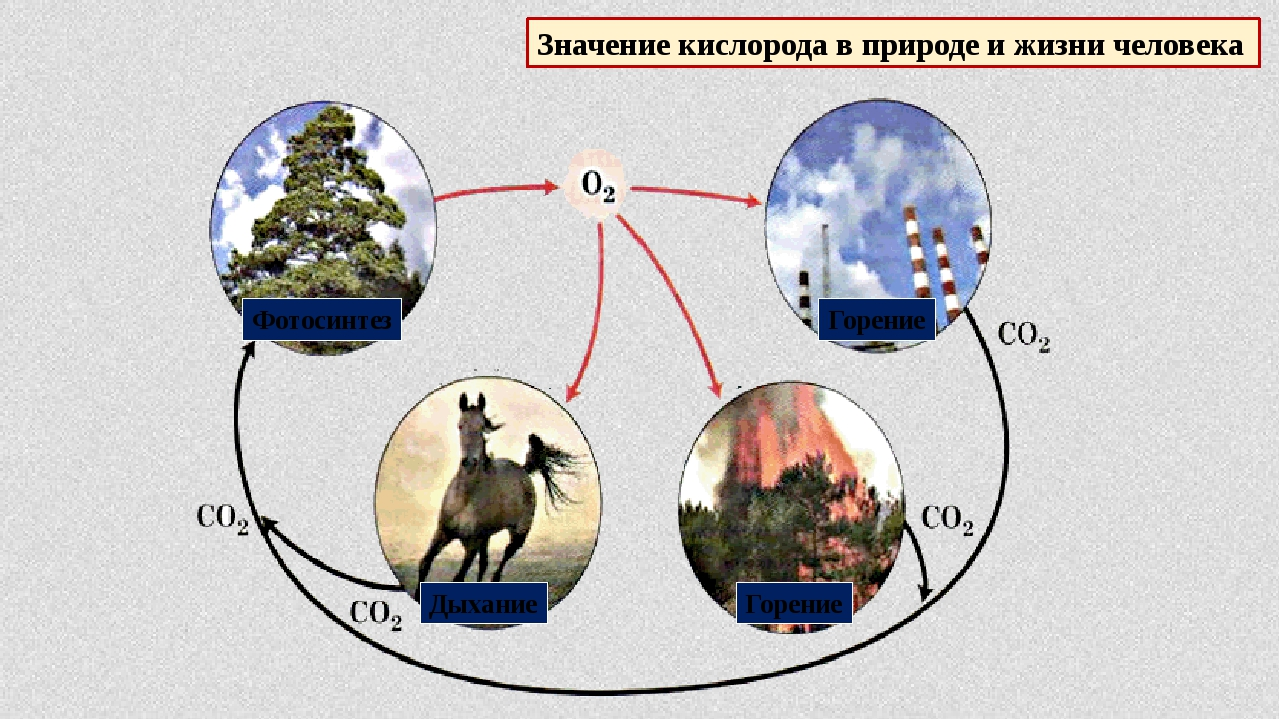 Значение кислорода в природе и жизни человека
O₂
Фотосинтез
Горение
CO₂
CO₂
CO₂
Дыхание
Горение
CO₂